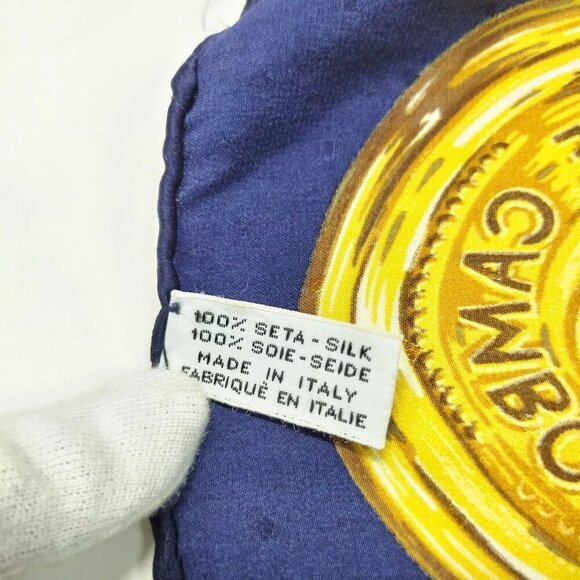 100% SETA - SILK
100% SOIE - SEIDE
MADE IN ITALY
FABRIQUÉ EN ITALIE
CAMBO